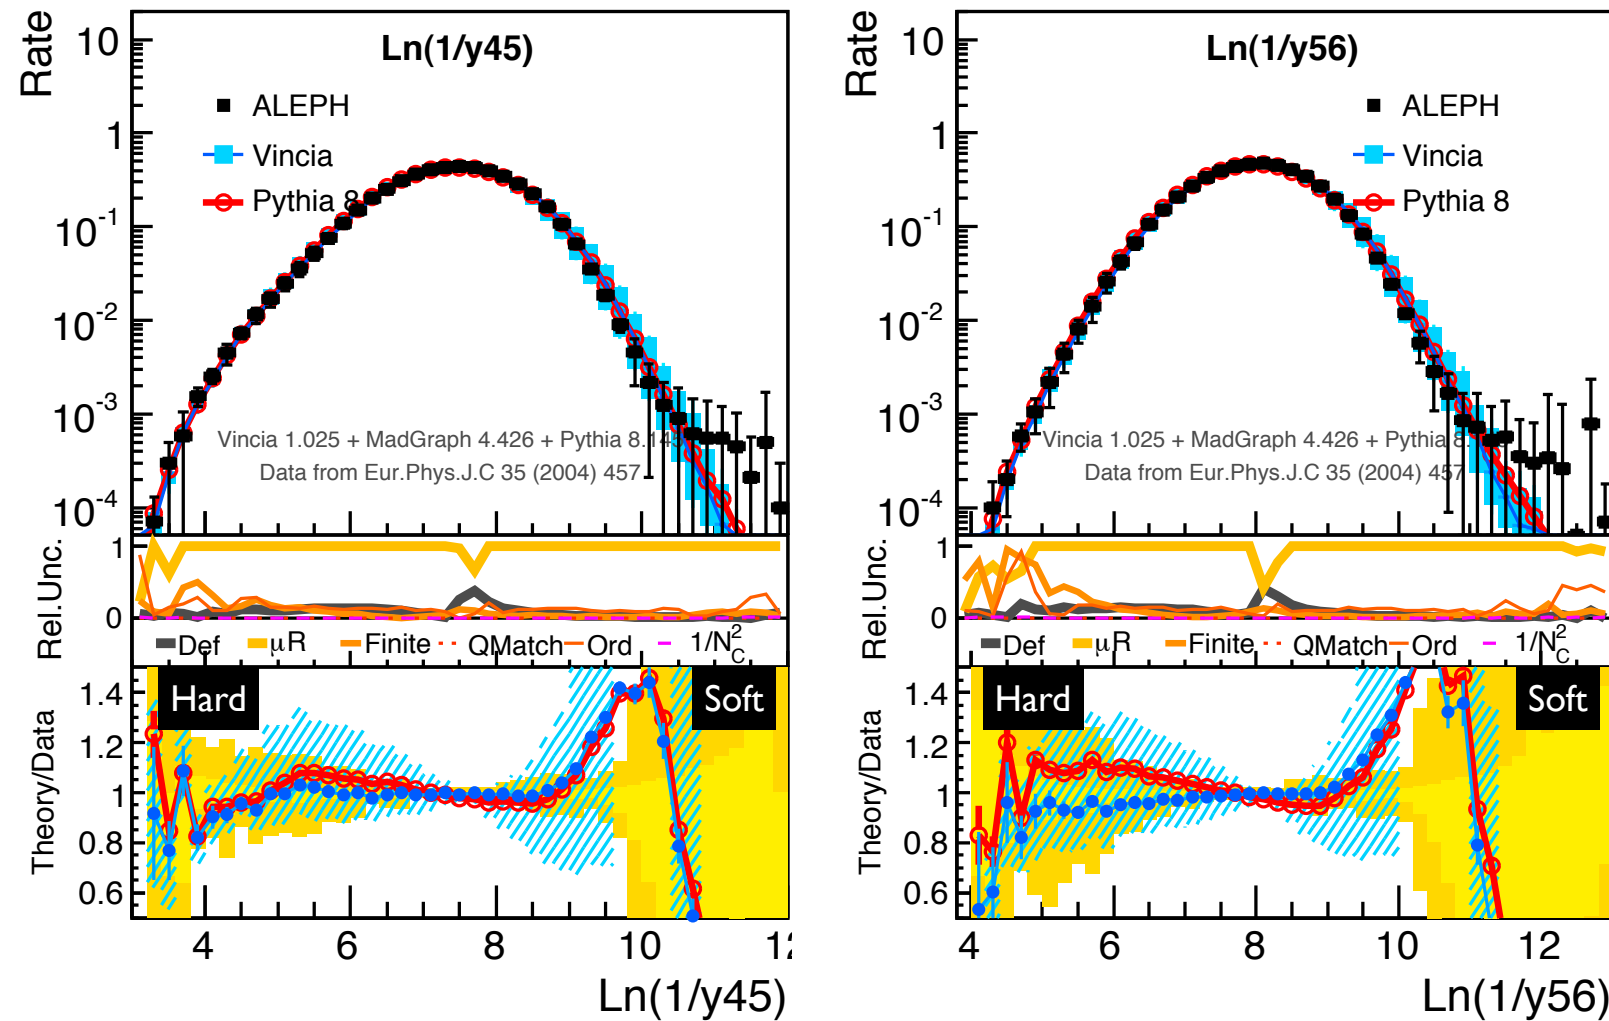 Rate
10
1
10-1
10-2
10-3
10-4
Ln(1/y45)
ALEPH
Vincia
Pythia 8
Vincia 1.025 + MadGraph 4.426 + Pythia 8.145
Data from Eur.Phys.J.C 35 (2004) 457
Rel.Unc.
1
0
Def μR Finite QMatch Ord 1/N2C
Theory/Data
1.4
1.2
1
0.8
0.6
Hard
Soft
4 6 8 10 12
Ln(1/y45)
Rate
10
1
10-1
10-2
10-3
10-4
Ln(1/y56)
ALEPH
Vincia
Pythia 8
Vincia 1.025 + MadGraph 4.426 + Pythia 8
Data from Eur.Phys.J.C 35 (2004) 457
Rel.Unc.
1
0
Def μR Finite QMatch Ord 1/N2C
Theory/Data
1.4
1.2
1
0.8
0.6
Hard
Soft
4 6 8 10 12
Ln(1/y56)